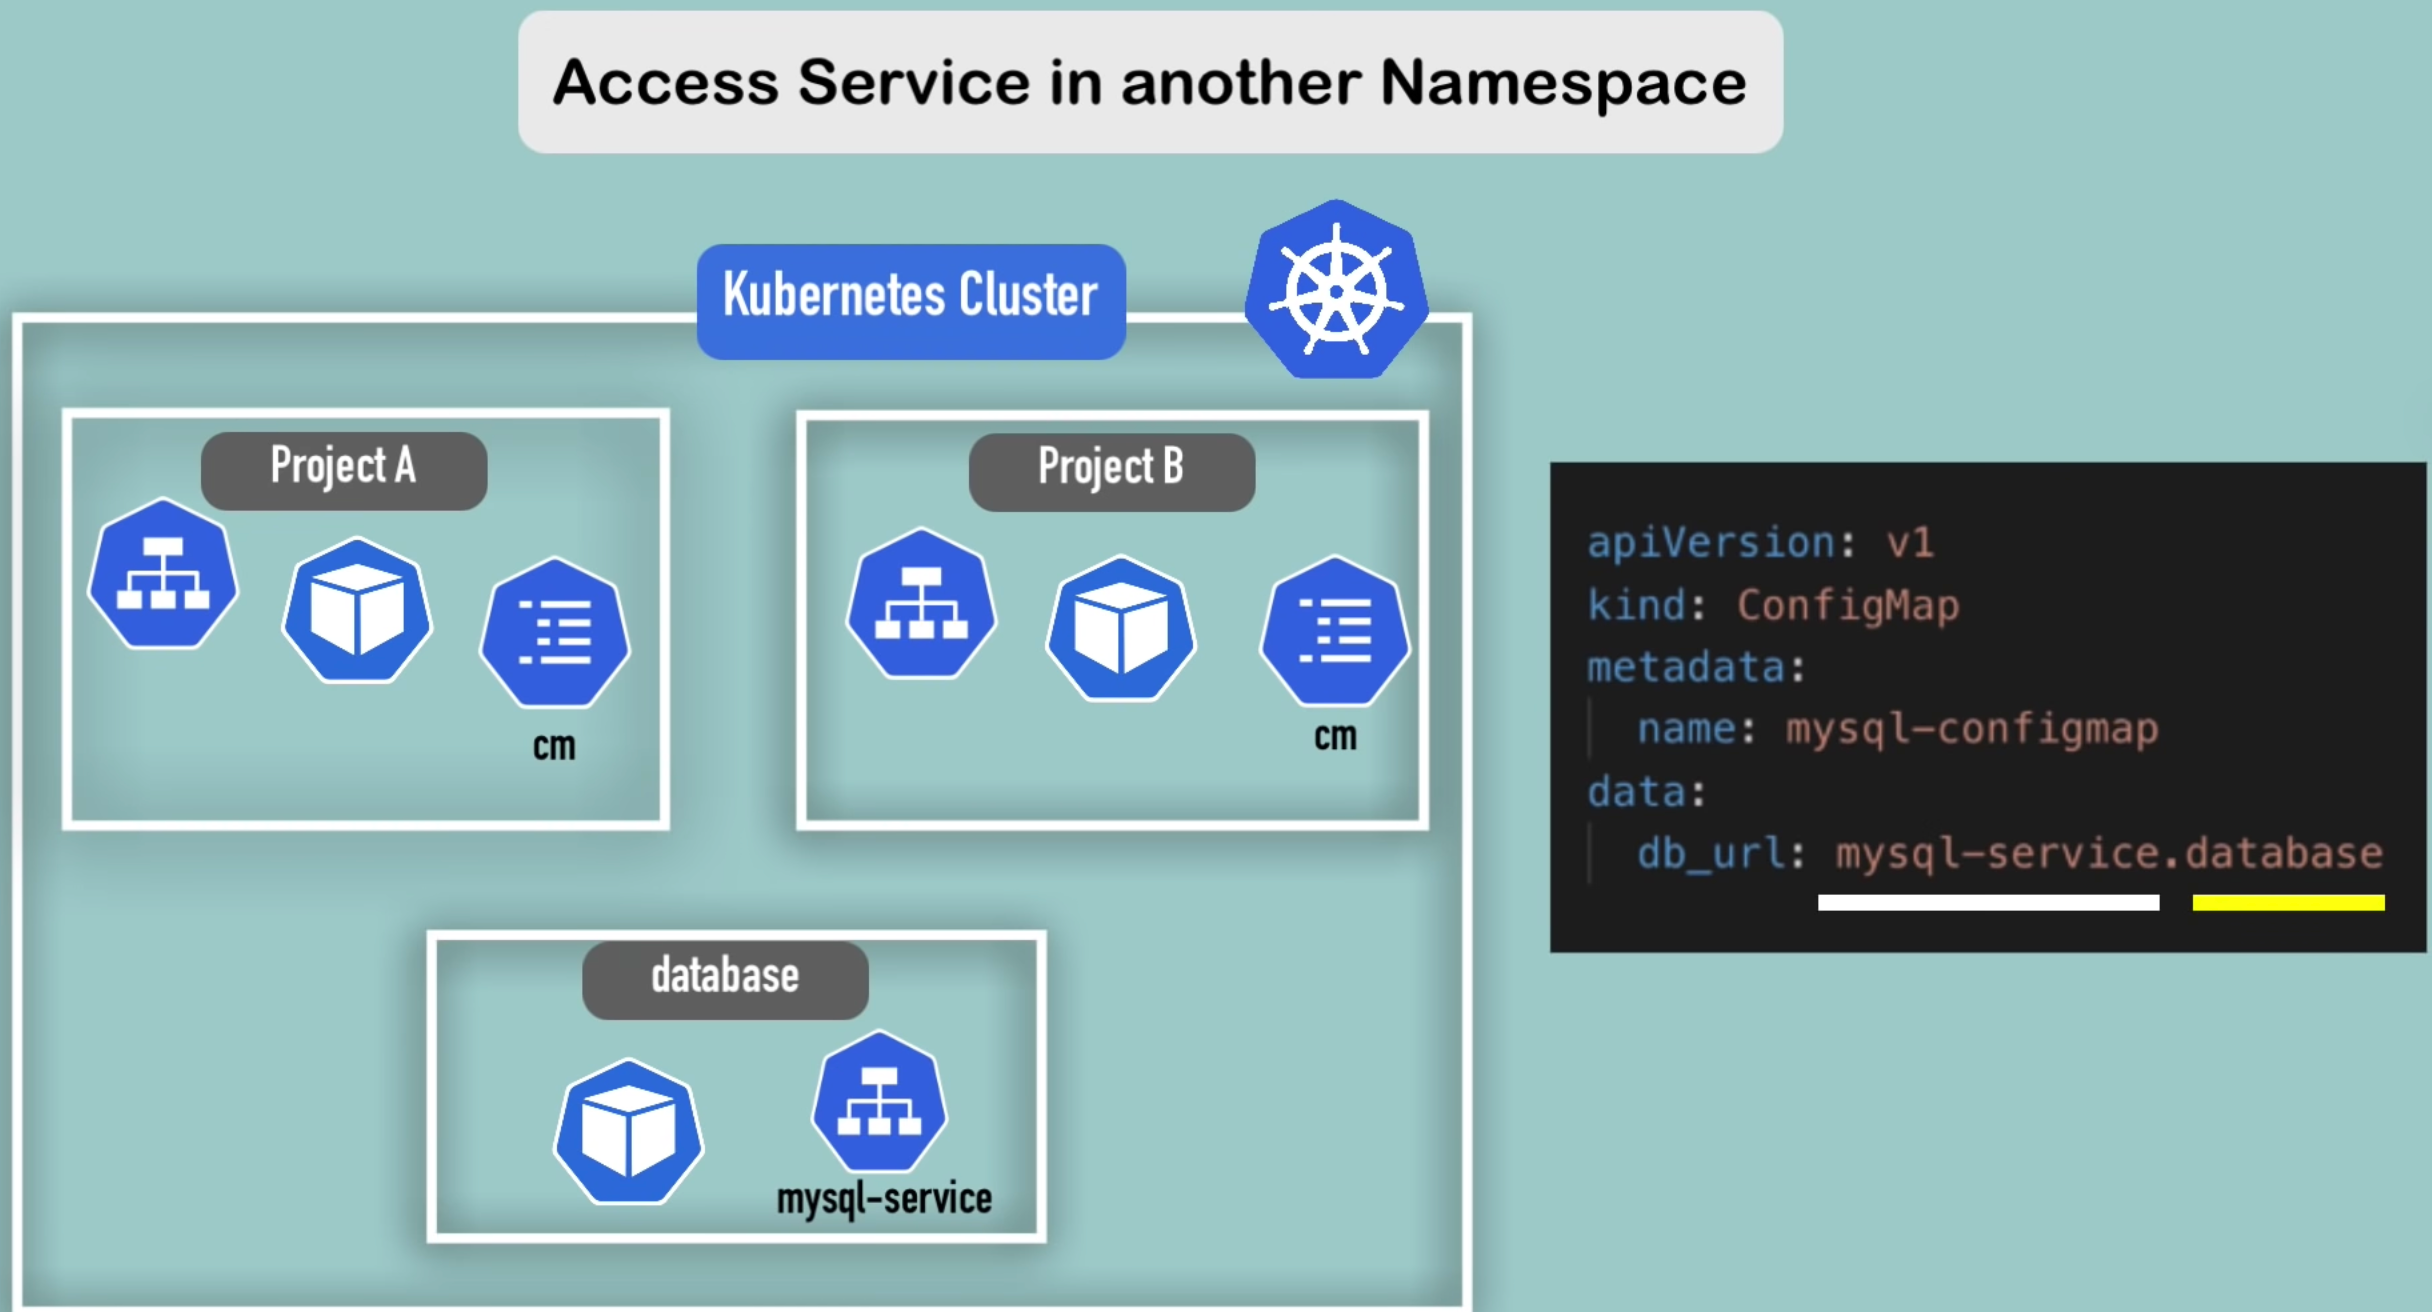 Access Service in another Namespace
Kubernetes Cluster
Project A
cm
Project B
cm
database
mysql-service
apiVersion: v1
kind: ConfigMap
metadata:
  name: mysql-configmap
data:
  db_url: mysql-service.database